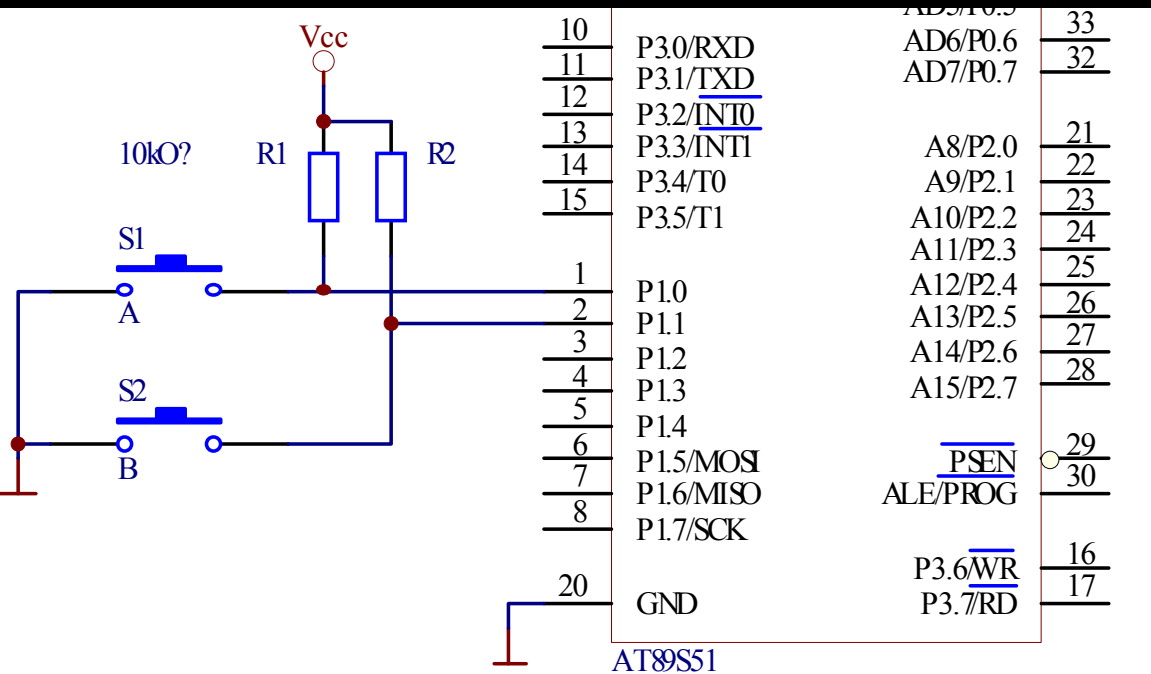 Vcc
10kO?
R1
R2
S1
A
S2
B
10
P3.0/RXD
11
P3.1/TXD
12
P3.2/INT0
13
P3.3/INT1
14
P3.4/T0
15
P3.5/T1
1
P1.0
2
P1.1
3
P1.2
4
P1.3
5
P1.4
6
P1.5/MOSI
7
P1.6/MISO
8
P1.7/SCK
20
GND
AD5/P0.5
AD6/P0.6
33
AD7/P0.7
32
A8/P2.0
21
A9/P2.1
22
A10/P2.2
23
A11/P2.3
24
A12/P2.4
25
A13/P2.5
26
A14/P2.6
27
A15/P2.7
28
PSEN
29
ALE/PROG
30
P3.6/WR
16
P3.7/RD
17
AT89S51